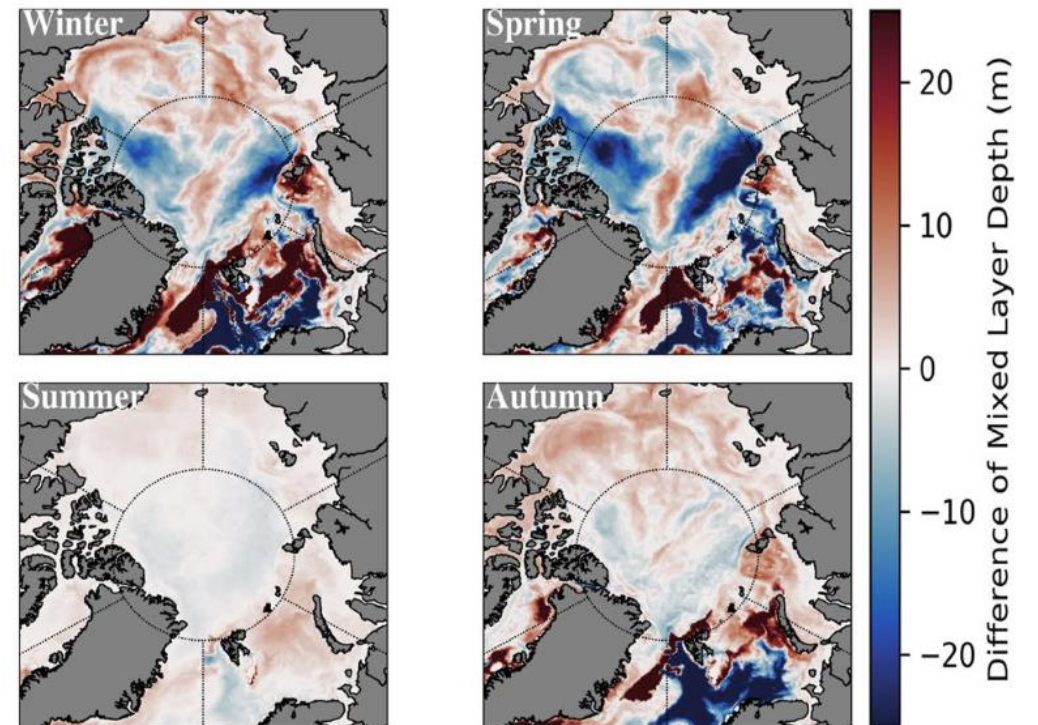 Winter
Spring
Summer
Autumn
20
10
0
−10
−20
Difference of Mixed Layer Depth (m)